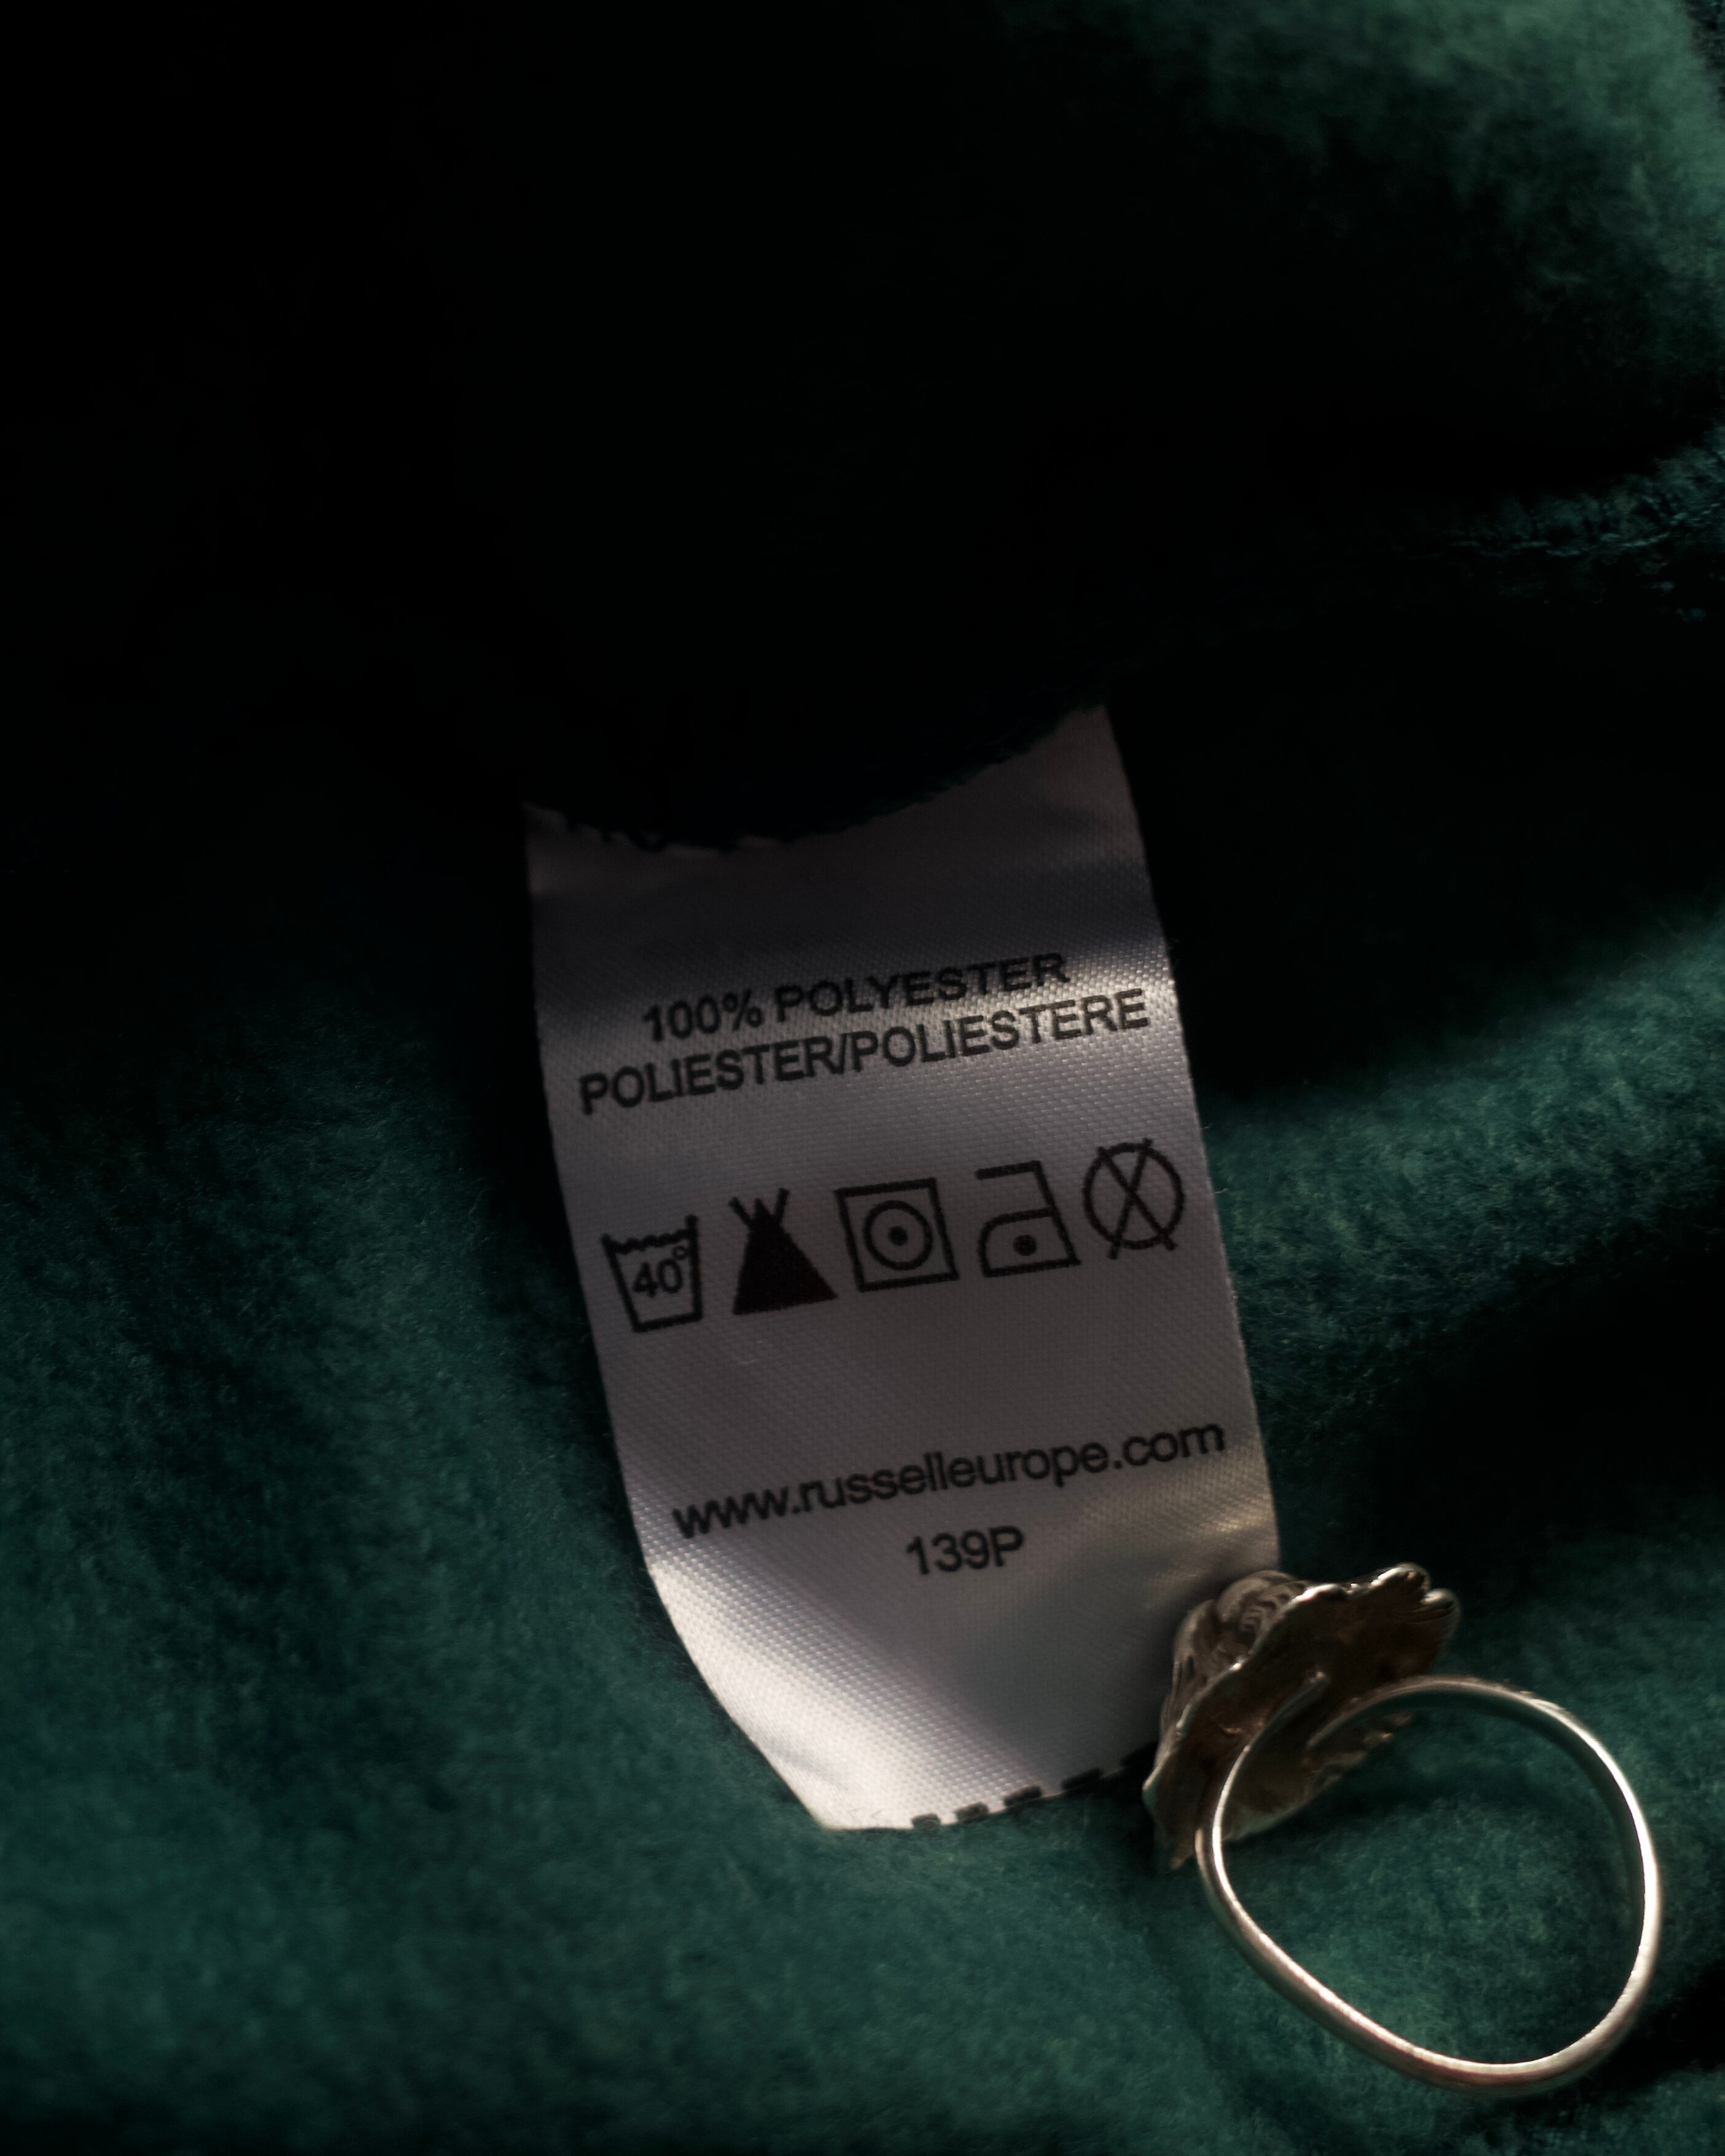 100% POLYESTER
POLIESTER/POLIESTERE
40°
www.russelleurope.com
139P